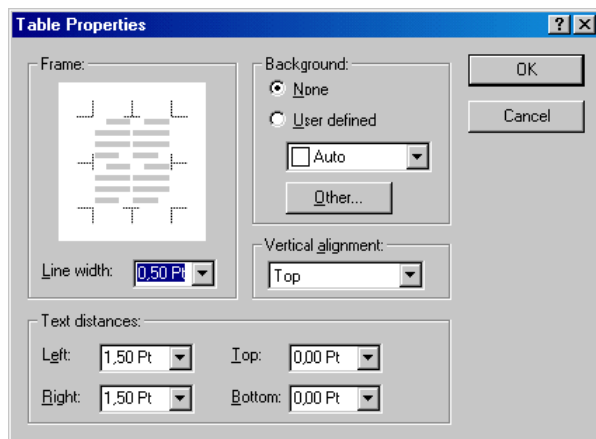 Table Properties
Frame:
Line width: 0,50 Pt
Background:
None
User defined
Auto
Other...
Vertical alignment:
Top
OK
Cancel
Text distances:
Left: 1,50 Pt Top: 0,00 Pt
Right: 1,50 Pt Bottom: 0,00 Pt